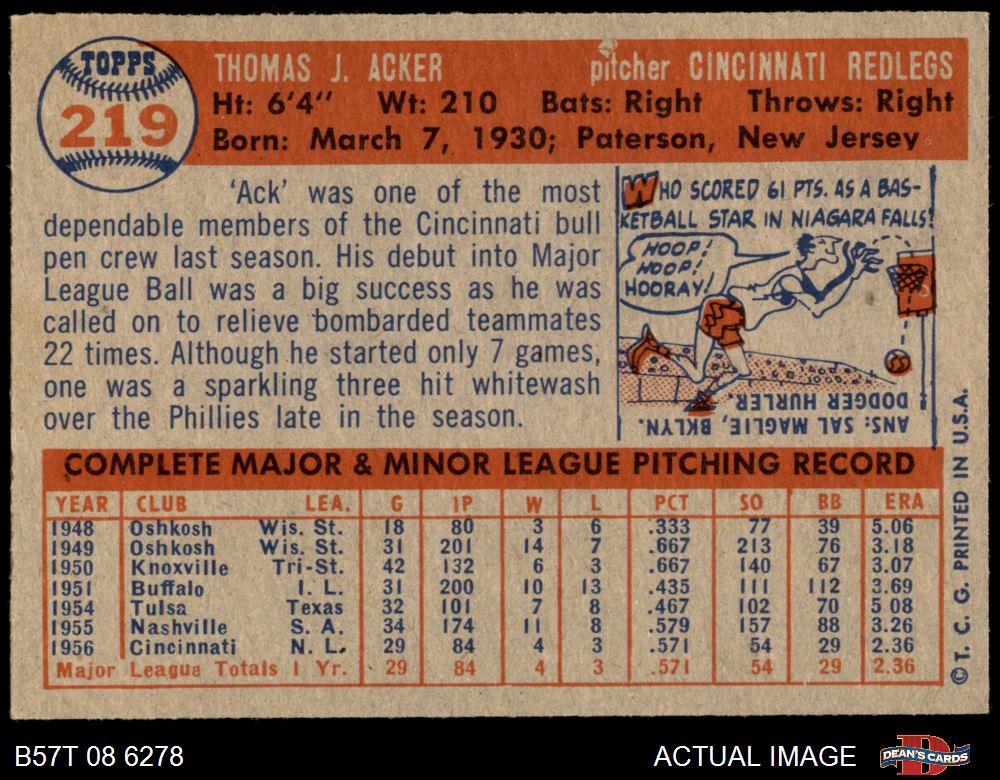 TOPPS
219
THOMAS J. ACKER pitcher CINCINNATI REDLEGS
Ht: 6'4" Wt: 210 Bats: Right Throws: Right
Born: March 7, 1930; Paterson, New Jersey
'Ack' was one of the most
dependable members of the Cincinnati bull
pen crew last season. His debut into Major
League Ball was a big success as he was
called on to relieve bombarded teammates
22 times. Although he started only 7 games,
one was a sparkling three hit whitewash
over the Phillies late in the season.
WHO SCORED 61 PTS. AS A BAS-
KETBALL STAR IN NIAGARA FALLS?
HOOP!
HOOP!
HOORAY!
ANS: SAL MAGLIE, BKLYN.
DODGER HURLER.
COMPLETE MAJOR & MINOR LEAGUE PITCHING RECORD
YEAR CLUB LEA. G IP W L PCT SO BB ERA
1948 Oshkosh Wis. St. 18 80 3 6 .333 77 39 5.06
1949 Oshkosh Wis. St. 31 201 14 7 .667 213 76 3.18
1950 Knoxville Tri-St. 42 132 6 3 .667 140 67 3.07
1951 Buffalo I. L. 31 200 10 13 .435 111 112 3.69
1954 Tulsa Texas 32 101 7 8 .467 102 70 5.08
1955 Nashville S. A. 34 174 11 8 .579 157 88 3.26
1956 Cincinnati N. L. 29 84 4 3 .571 54 29 2.36
Major League Totals 1 Yr. 29 84 4 3 .571 54 29 2.36
© T. C. G. PRINTED IN U.S.A.
B57T 08 6278 ACTUAL IMAGE DEAN'S CARDS